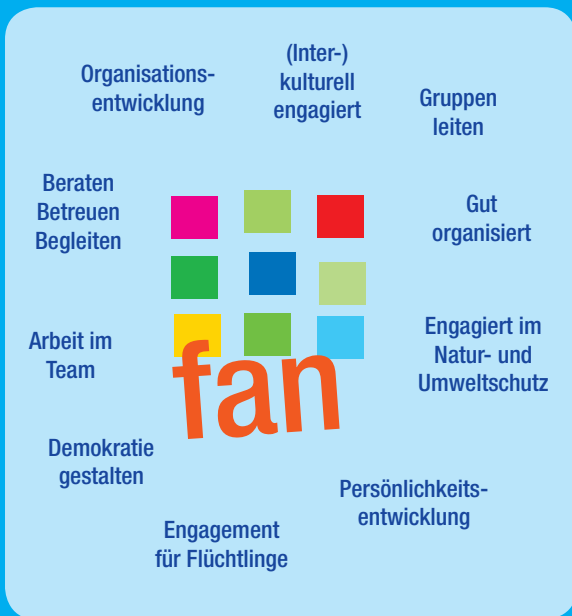 Organisations-
entwicklung
(Inter-)
kulturell
engagiert
Gruppen
leiten
Beraten
Betreuen
Begleiten
Gut
organisiert
Arbeit im
Team
fan
Engagiert im
Natur- und
Umweltschutz
Demokratie
gestalten
Persönlichkeits-
entwicklung
Engagement
für Flüchtlinge